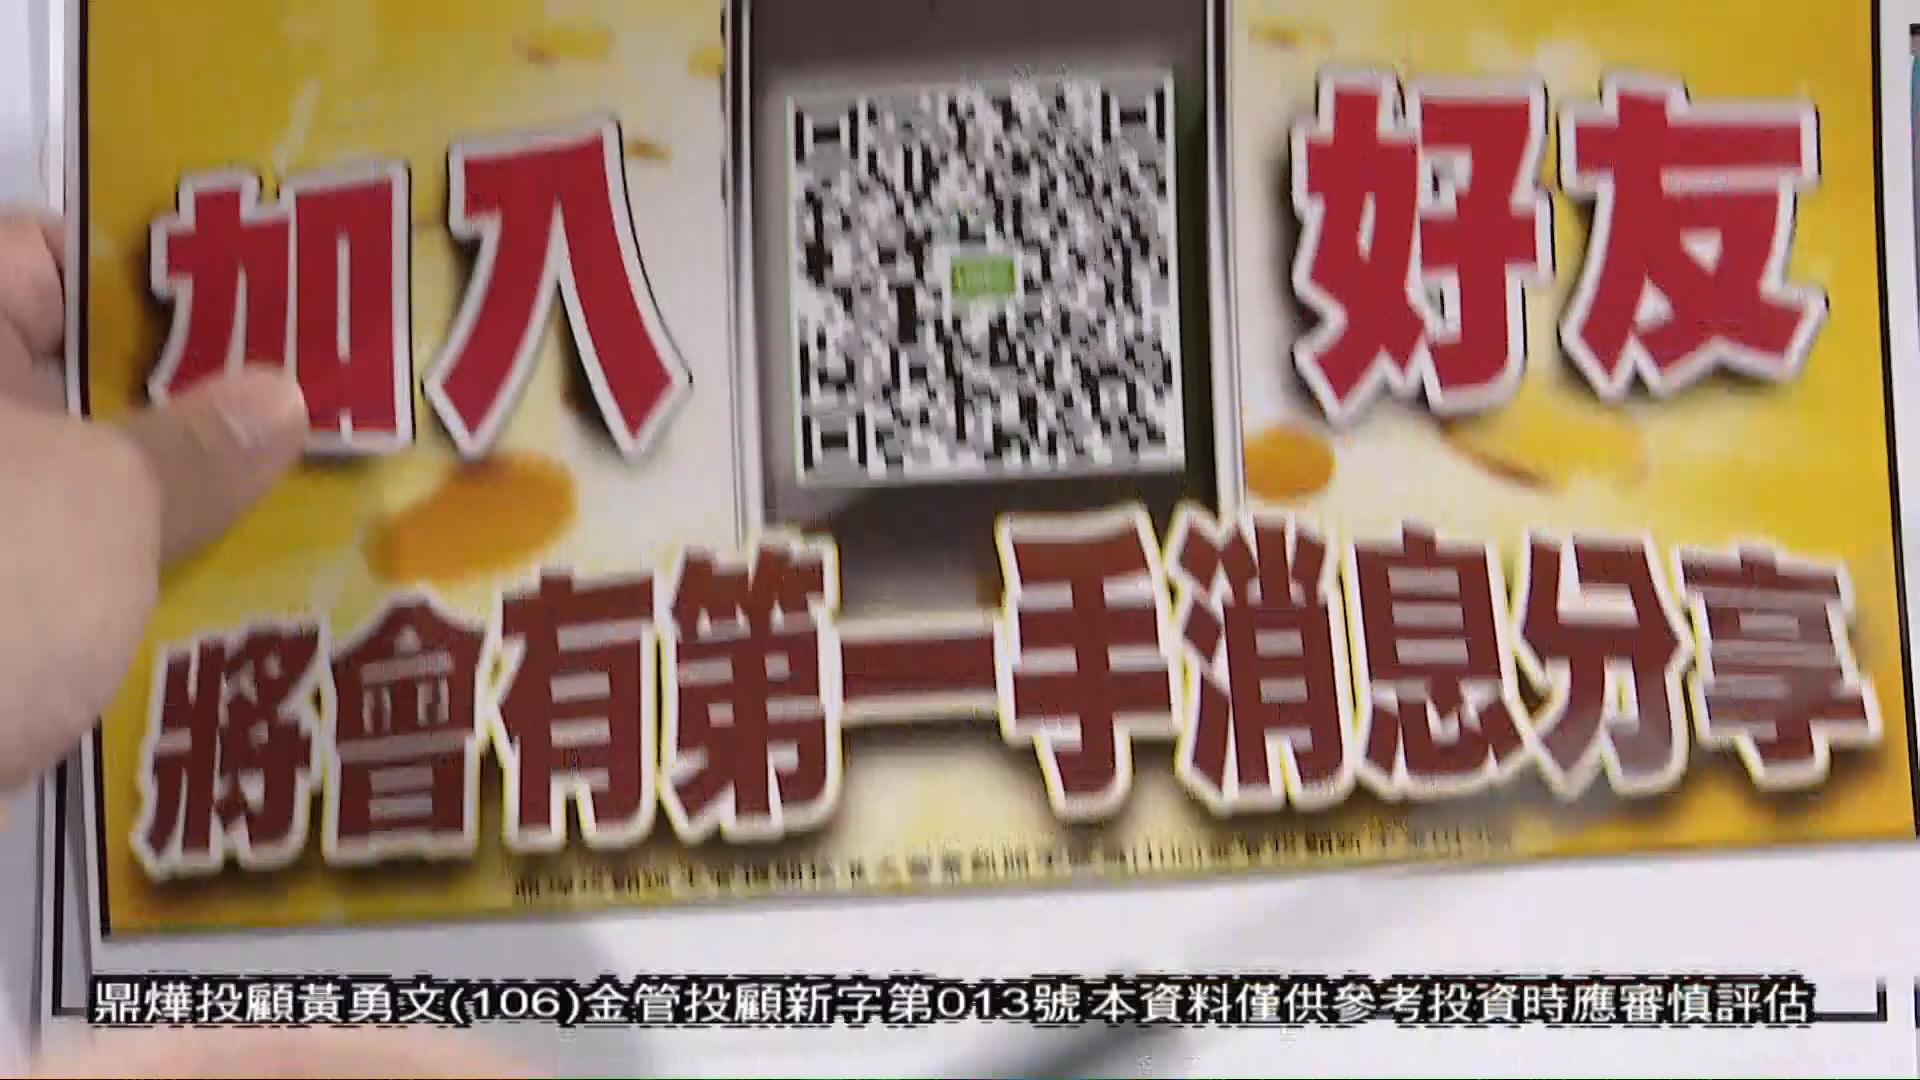 加入 好友
將會有第一手消息分享
鼎燁投顧黃勇文(106)金管投顧新字第013號本資料僅供參考投資時應審慎評估